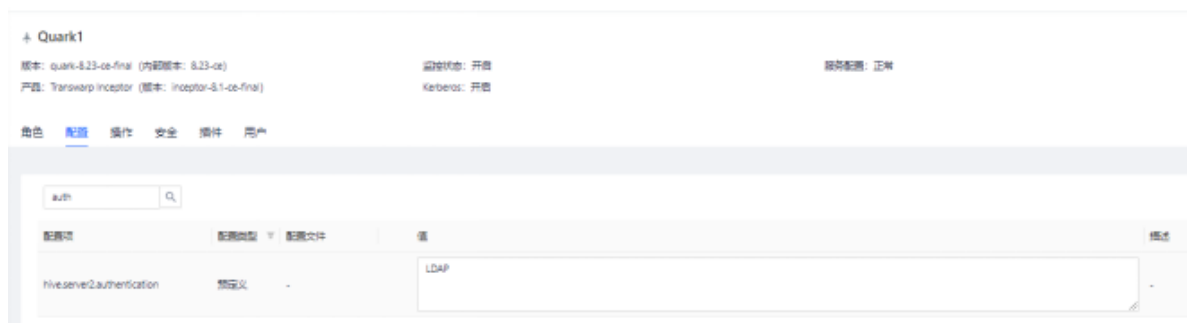 Quark1
版本：quark-8.23-ce-final（内部版本：8.23-ce） 监控状态：开启 服务配置：正常
产品：Transwarp Inceptor（版本：inceptor-8.1-ce-final） Kerberos：开启
角色 配置 操作 安全 插件 用户
auth
配置项 配置类型 配置文件 值 描述
hive.server2.authentication 预定义 - LDAP -